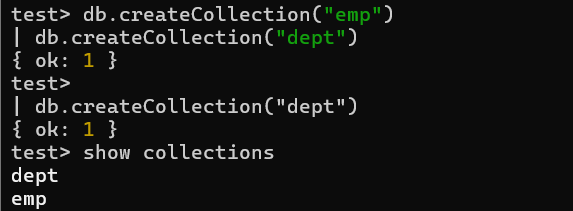 test> db.createCollection("emp")
| db.createCollection("dept")
{ ok: 1 }
test>
| db.createCollection("dept")
{ ok: 1 }
test> show collections
dept
emp